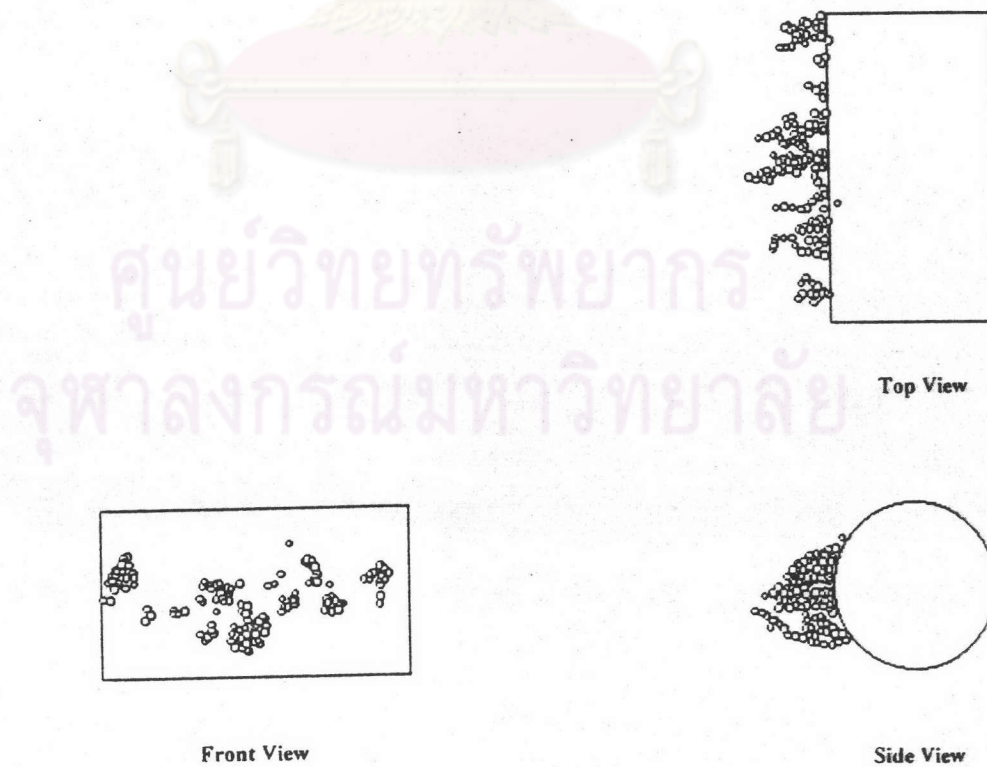 ศูนย์วิทยทรัพยากร
จุฬาลงกรณ์มหาวิทยาลัย
Top View
Front View
Side View